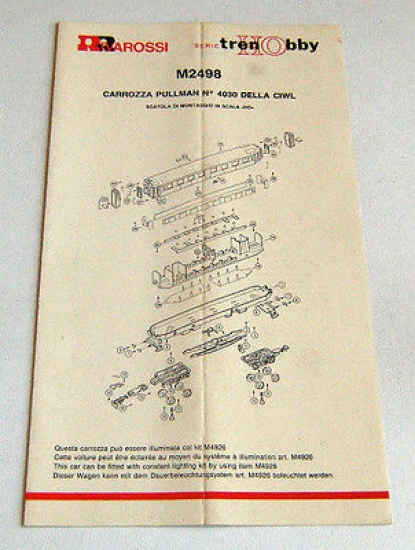 RRAROSSI SERIE trenHObby
M2498
CARROZZA PULLMAN N° 4030 DELLA CIWL
SCATOLA DI MONTAGGIO IN SCALA «HO»
Questa carrozza può essere illuminata col kit M4926
Cette voiture peut être éclairée au moyen du système à illumination art. M4926
This car can be fitted with constant lighting kit by using item M4926
Dieser Wagen kann mit dem Dauerbeleuchtungsystem art. M4926 beleuchtet werden.